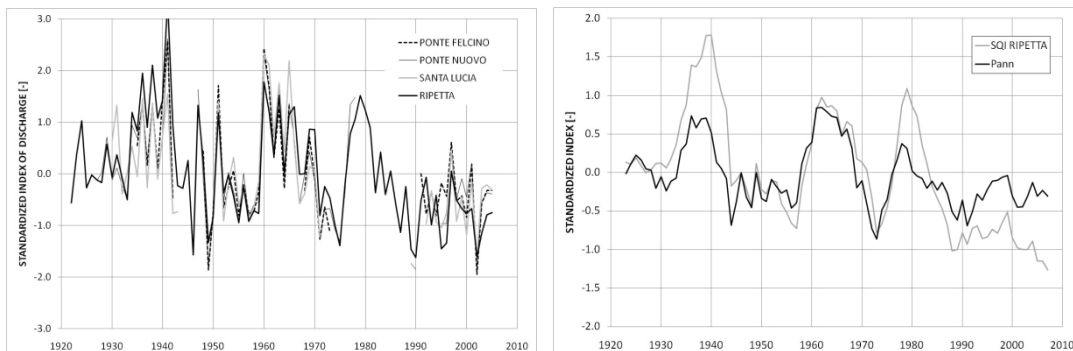 3.0
2.0
1.0
0.0
-1.0
-2.0
-3.0
STANDARDIZED INDEX OF DISCHARGE [-]
PONTE FELCINO
PONTE NUOVO
SANTA LUCIA
RIPETTA
1920 1930 1940 1950 1960 1970 1980 1990 2000 2010
2.0
1.5
1.0
0.5
0.0
-0.5
-1.0
-1.5
-2.0
STANDARDIZED INDEX [-]
SQI RIPETTA
Pann
1920 1930 1940 1950 1960 1970 1980 1990 2000 2010